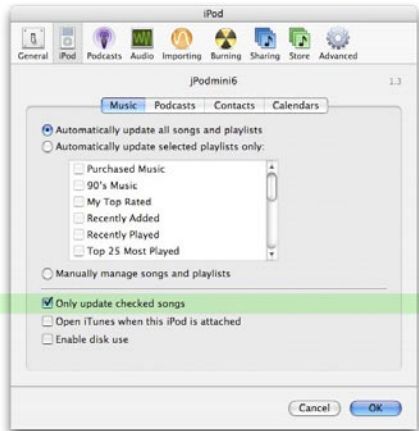 iPod
General iPod Podcasts Audio Importing Burning Sharing Store Advanced
jPodmini6 1.3
Music Podcasts Contacts Calendars
Automatically update all songs and playlists
Automatically update selected playlists only:
Purchased Music
90's Music
My Top Rated
Recently Added
Recently Played
Top 25 Most Played
Manually manage songs and playlists
Only update checked songs
Open iTunes when this iPod is attached
Enable disk use
Cancel OK